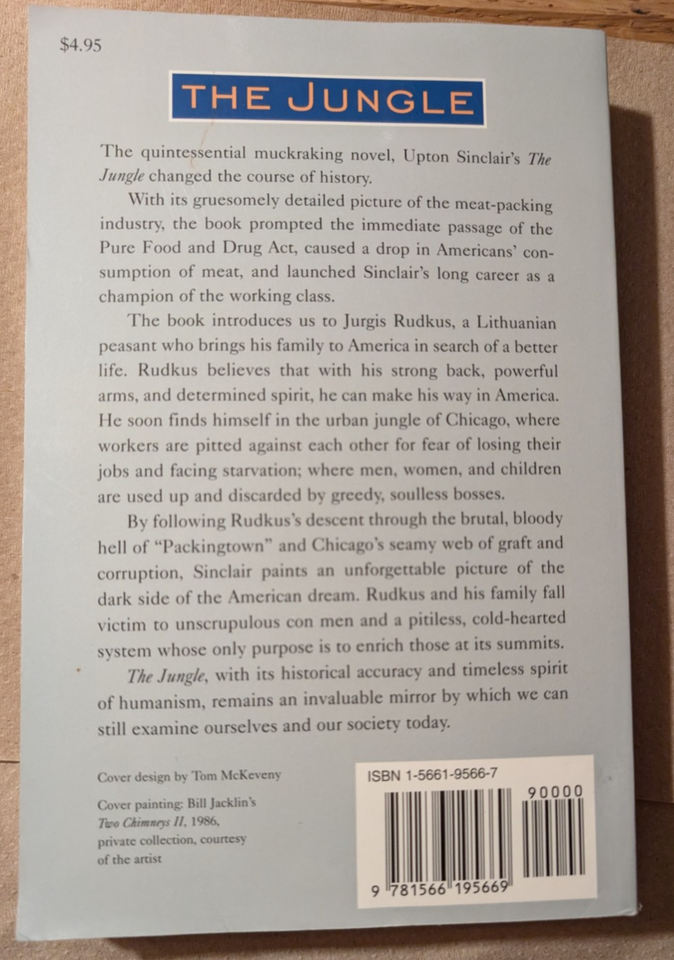 $4.95
THE JUNGLE
The quintessential muckraking novel, Upton Sinclair's The
Jungle changed the course of history.
With its gruesomely detailed picture of the meat-packing
industry, the book prompted the immediate passage of the
Pure Food and Drug Act, caused a drop in Americans' con-
sumption of meat, and launched Sinclair's long career as a
champion of the working class.
The book introduces us to Jurgis Rudkus, a Lithuanian
peasant who brings his family to America in search of a better
life. Rudkus believes that with his strong back, powerful
arms, and determined spirit, he can make his way in America.
He soon finds himself in the urban jungle of Chicago, where
workers are pitted against each other for fear of losing their
jobs and facing starvation; where men, women, and children
are used up and discarded by greedy, soulless bosses.
By following Rudkus's descent through the brutal, bloody
hell of "Packingtown" and Chicago's seamy web of graft and
corruption, Sinclair paints an unforgettable picture of the
dark side of the American dream. Rudkus and his family fall
victim to unscrupulous con men and a pitiless, cold-hearted
system whose only purpose is to enrich those at its summits.
The Jungle, with its historical accuracy and timeless spirit
of humanism, remains an invaluable mirror by which we can
still examine ourselves and our society today.
Cover design by Tom McKeveny
Cover painting: Bill Jacklin's
Two Chimneys II, 1986,
private collection, courtesy
of the artist
ISBN 1-5661-9566-7
90000
9 781566 195669